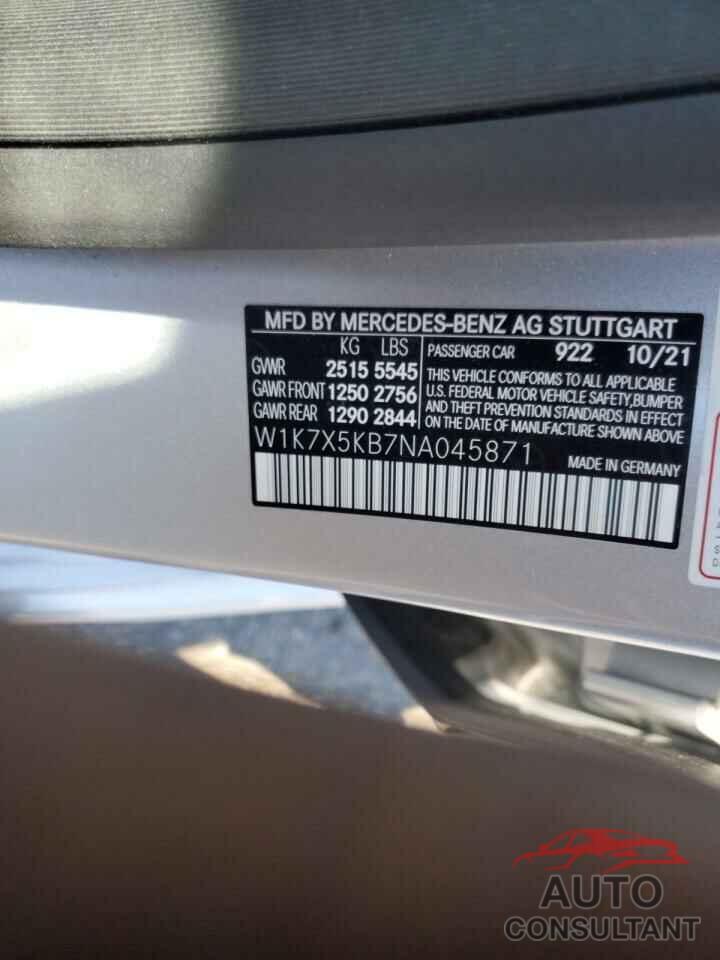 MFD BY MERCEDES-BENZ AG STUTTGART
KG LBS
GVWR 2515 5545
GAWR FRONT 1250 2756
GAWR REAR 1290 2844
PASSENGER CAR 922 10/21
THIS VEHICLE CONFORMS TO ALL APPLICABLE
U.S. FEDERAL MOTOR VEHICLE SAFETY,BUMPER
AND THEFT PREVENTION STANDARDS IN EFFECT
ON THE DATE OF MANUFACTURE SHOWN ABOVE
W1K7X5KB7NA045871
MADE IN GERMANY
AUTO
CONSULTANT